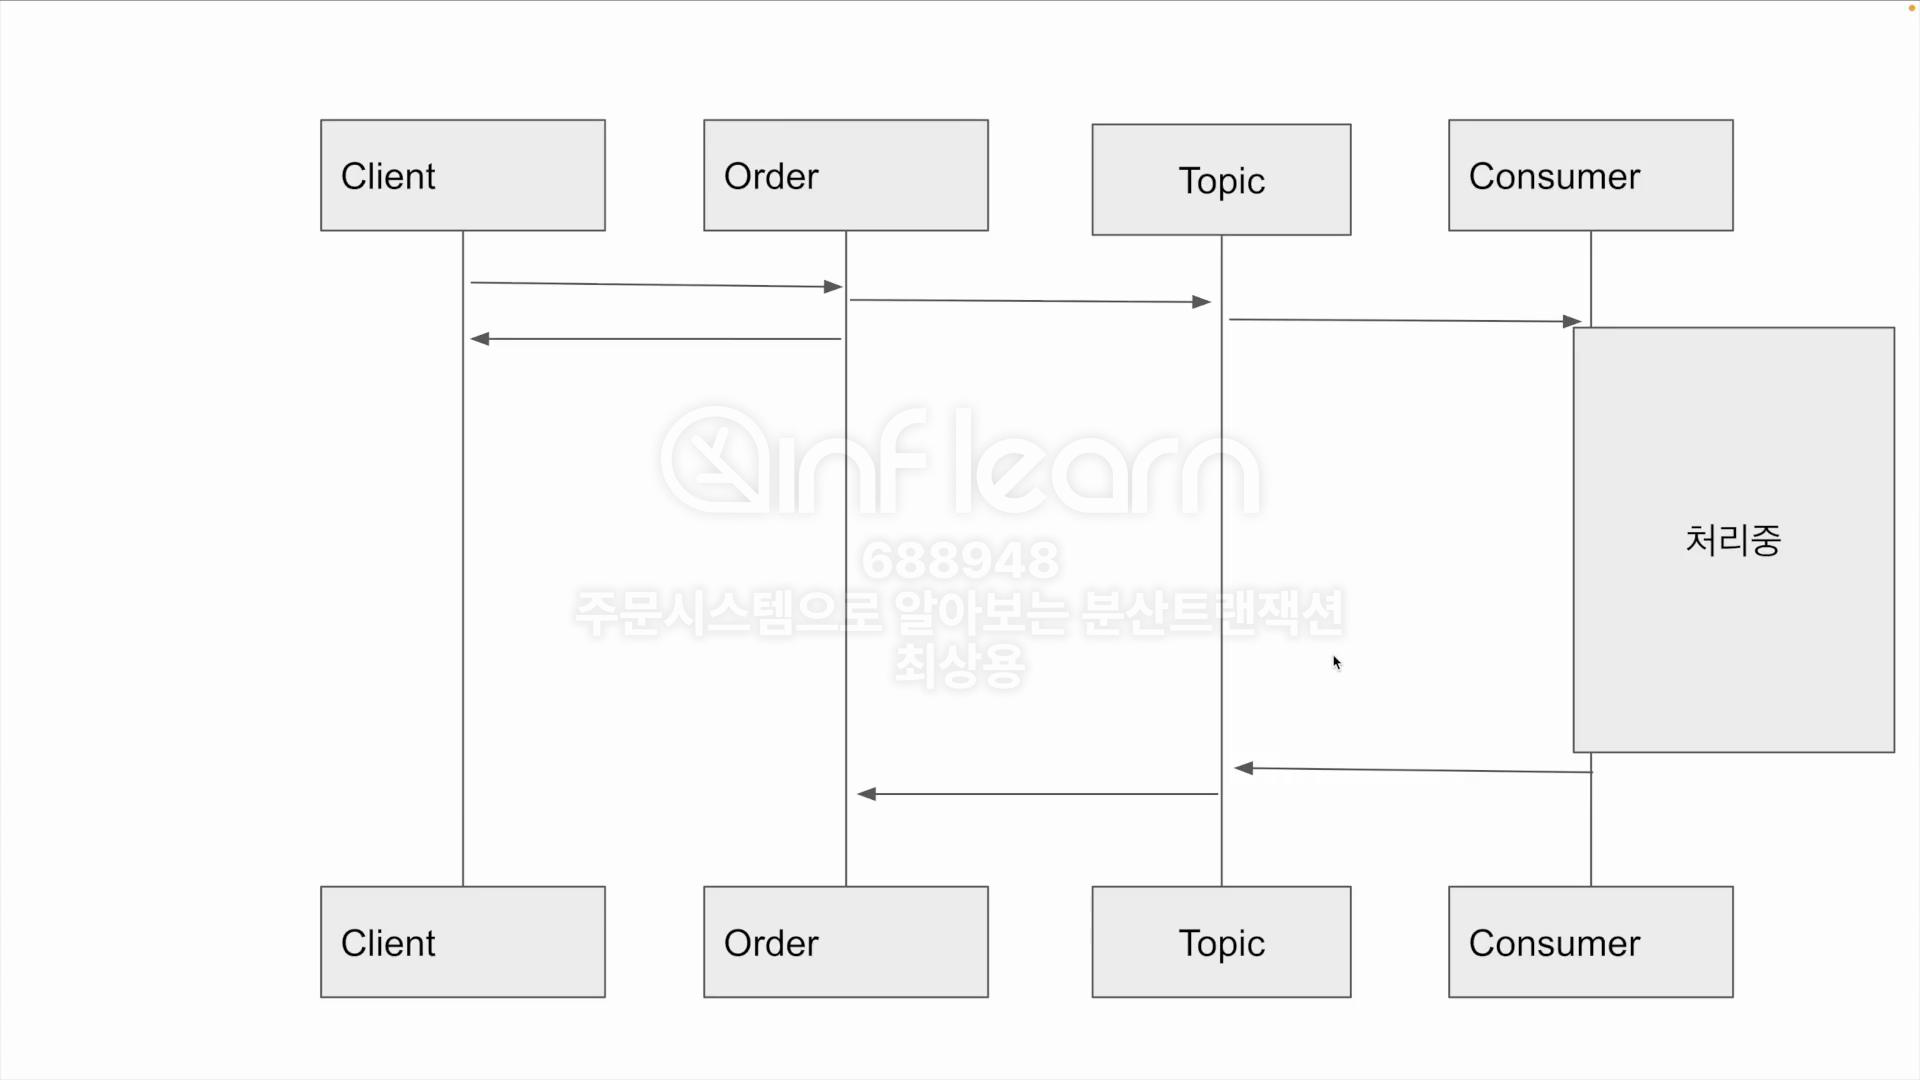 Client
Order
Topic
Consumer
inflearn
처리중
688948
주문시스템으로 알아보는 분산트랜잭션
최상용
Client
Order
Topic
Consumer